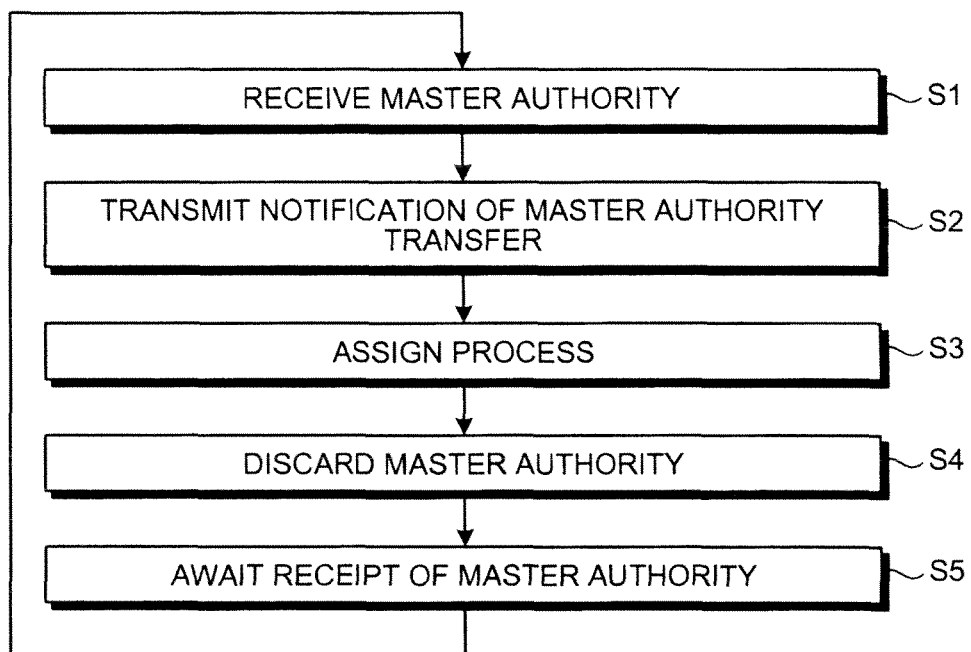 RECEIVE MASTER AUTHORITY
S1
TRANSMIT NOTIFICATION OF MASTER AUTHORITY
TRANSFER
S2
ASSIGN PROCESS
S3
DISCARD MASTER AUTHORITY
S4
AWAIT RECEIPT OF MASTER AUTHORITY
S5